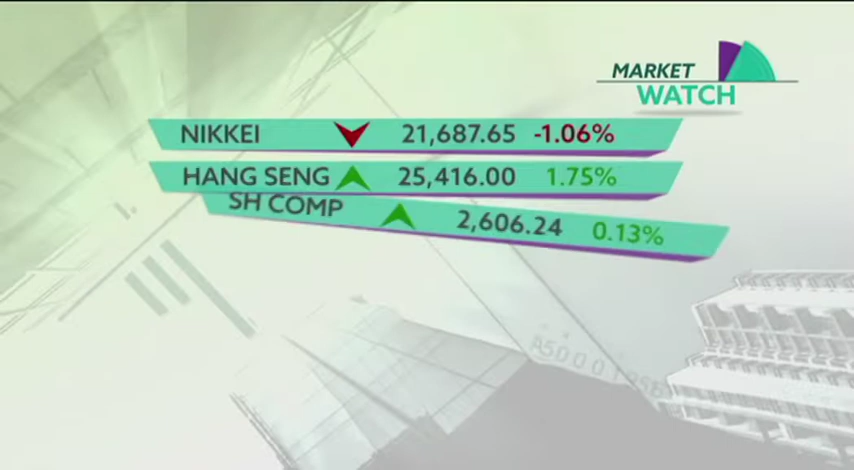 MARKET
WATCH
NIKKEI 21,687.65 -1.06%
HANG SENG 25,416.00 1.75%
SH COMP 2,606.24 0.13%